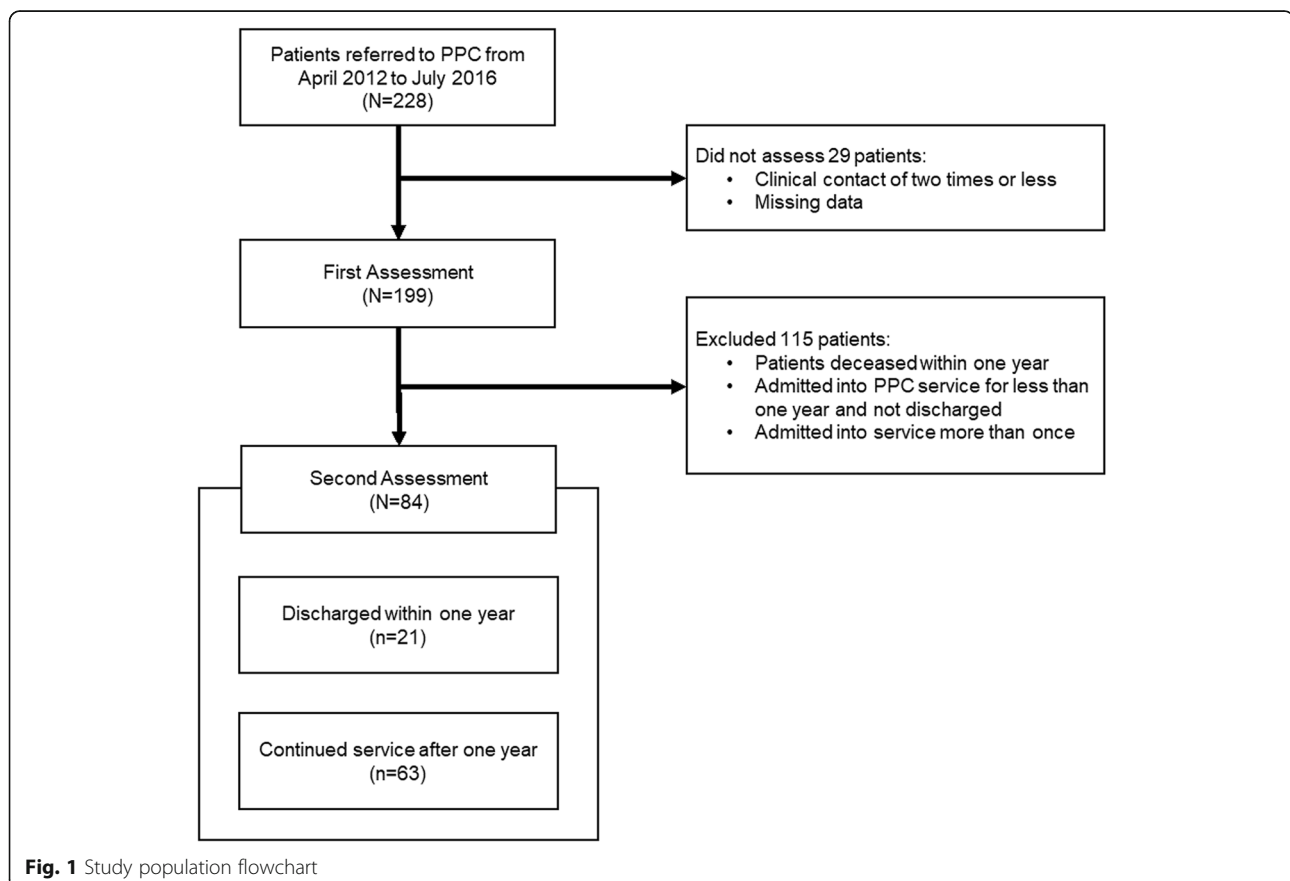 Patients referred to PPC from
April 2012 to July 2016
(N=228)
Did not assess 29 patients:
• Clinical contact of two times or less
• Missing data
First Assessment
(N=199)
Excluded 115 patients:
• Patients deceased within one year
• Admitted into PPC service for less than
one year and not discharged
• Admitted into service more than once
Second Assessment
(N=84)
Discharged within one year
(n=21)
Continued service after one year
(n=63)
Fig. 1 Study population flowchart